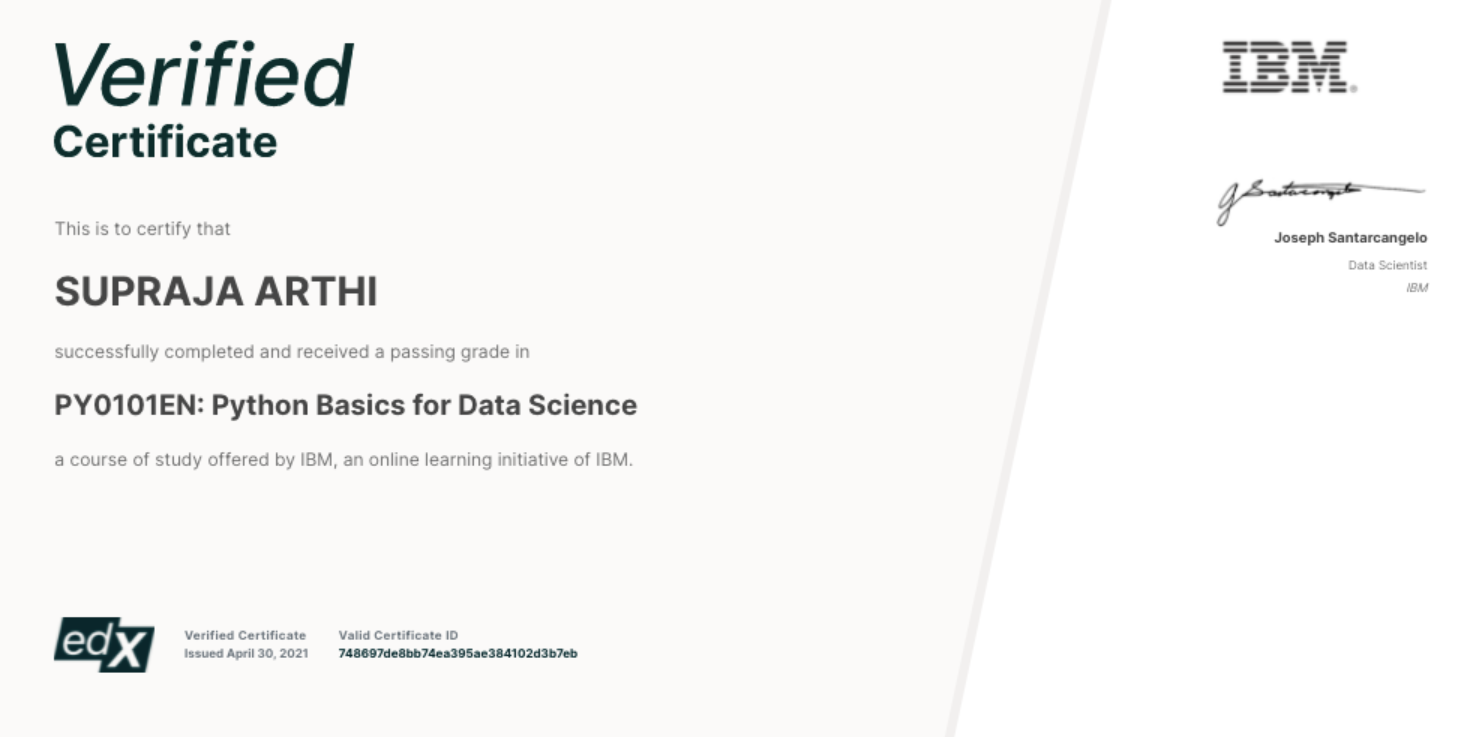 Verified
Certificate
This is to certify that
SUPRAJA ARTHI
successfully completed and received a passing grade in
PY0101EN: Python Basics for Data Science
a course of study offered by IBM, an online learning initiative of IBM.
edX
Verified Certificate
Issued April 30, 2021
Valid Certificate ID
748697de8bb74ea395ae384102d3b7eb
IBM®
J Santarcangelo
Joseph Santarcangelo
Data Scientist
IBM